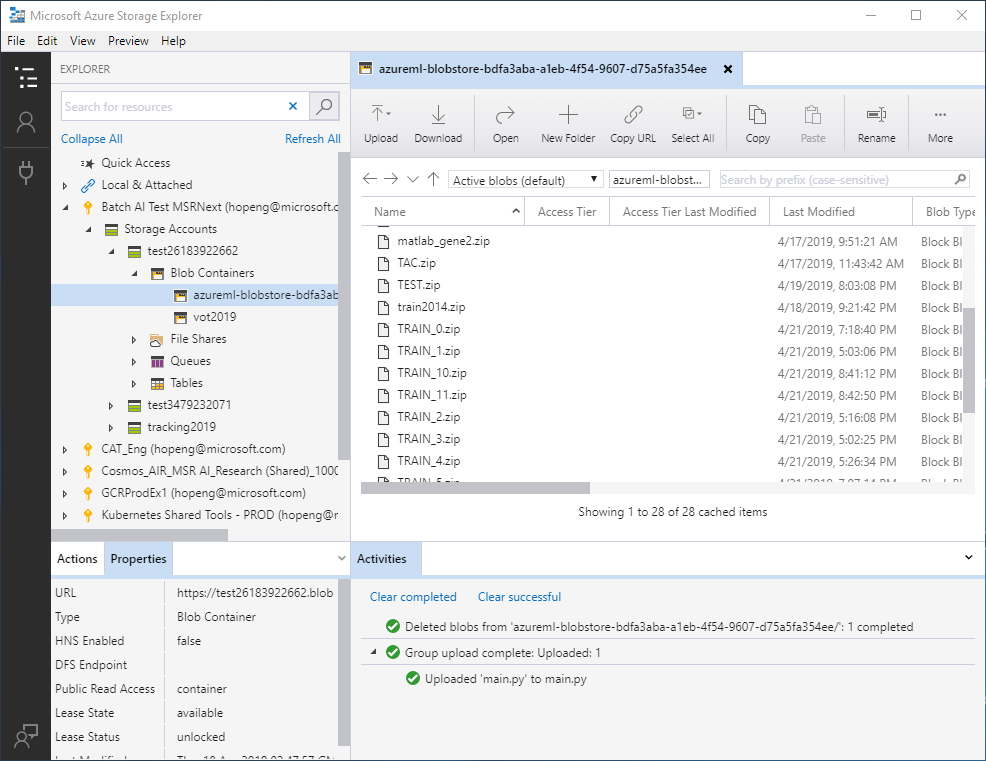 Microsoft Azure Storage Explorer
File Edit View Preview Help
EXPLORER
Search for resources
Collapse All Refresh All
Quick Access
Local & Attached
Batch AI Test MSRNext (hopeng@microsoft.c
Storage Accounts
test26183922662
Blob Containers
azureml-blobstore-bdfa3ab
vot2019
File Shares
Queues
Tables
test3479232071
tracking2019
CAT_Eng (hopeng@microsoft.com)
Cosmos_AIR_MSR AI_Research (Shared)_1000
GCRProdEx1 (hopeng@microsoft.com)
Kubernetes Shared Tools - PROD (hopeng@r
Actions Properties
URL https://test26183922662.blob
Type Blob Container
HNS Enabled false
DFS Endpoint
Public Read Access container
Lease State available
Lease Status unlocked
azureml-blobstore-bdfa3aba-a1eb-4f54-9607-d75a5fa354ee
Upload Download Open New Folder Copy URL Select All Copy Paste Rename More
Active blobs (default) azureml-blobst... Search by prefix (case-sensitive)
Name Access Tier Access Tier Last Modified Last Modified Blob Type
matlab_gene2.zip 4/17/2019, 9:51:21 AM Block Bl
TAC.zip 4/17/2019, 11:43:42 AM Block Bl
TEST.zip 4/19/2019, 8:03:08 PM Block Bl
train2014.zip 4/18/2019, 9:21:42 PM Block Bl
TRAIN_0.zip 4/21/2019, 7:18:40 PM Block Bl
TRAIN_1.zip 4/21/2019, 5:03:06 PM Block Bl
TRAIN_10.zip 4/21/2019, 8:41:12 PM Block Bl
TRAIN_11.zip 4/21/2019, 8:42:50 PM Block Bl
TRAIN_2.zip 4/21/2019, 5:16:08 PM Block Bl
TRAIN_3.zip 4/21/2019, 5:02:25 PM Block Bl
TRAIN_4.zip 4/21/2019, 5:26:34 PM Block Bl
Showing 1 to 28 of 28 cached items
Activities
Clear completed Clear successful
Deleted blobs from 'azureml-blobstore-bdfa3aba-a1eb-4f54-9607-d75a5fa354ee/': 1 completed
Group upload complete: Uploaded: 1
Uploaded 'main.py' to main.py